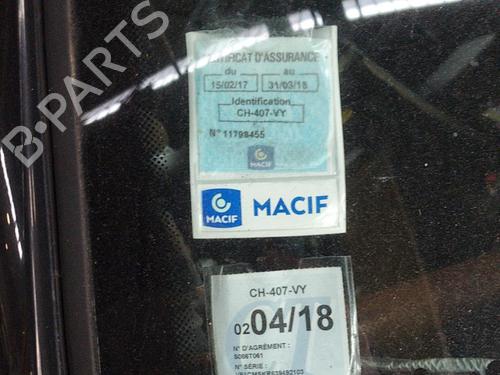 B-PARTS
CERTIFICAT D'ASSURANCE
du au
15/02/17 31/03/18
Identification
CH-407-VY
N° 11798455
MACIF MACIF
CH-407-VY
02 04/18
N° D'AGRÉMENT :
S086T061
N° SÉRIE :